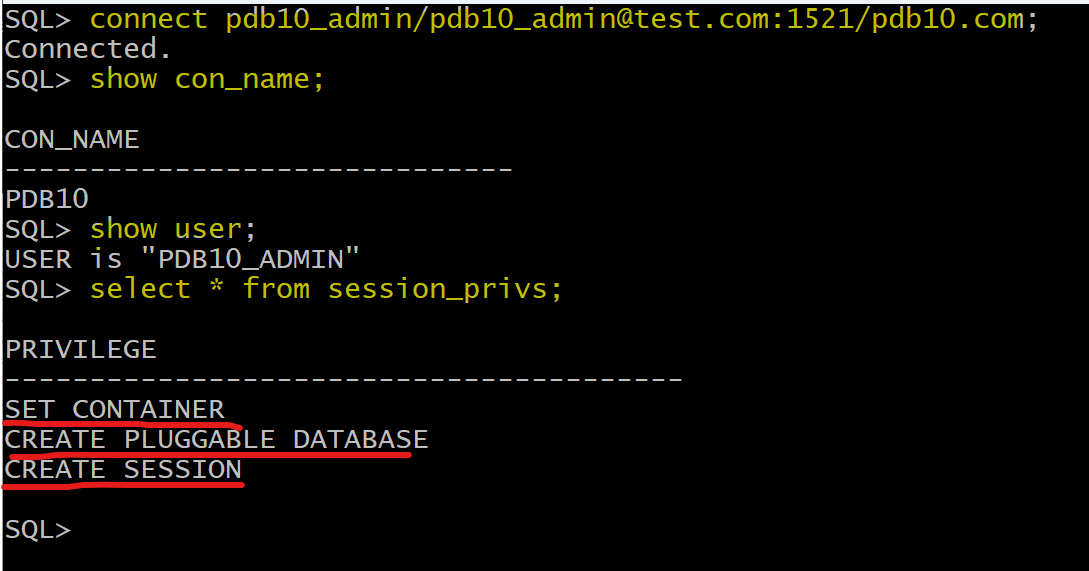 SQL> connect pdb10_admin/pdb10_admin@test.com:1521/pdb10.com;
Connected.
SQL> show con_name;
CON_NAME
------------------------------
PDB10
SQL> show user;
USER is "PDB10_ADMIN"
SQL> select * from session_privs;
PRIVILEGE
----------------------------------------
SET CONTAINER
CREATE PLUGGABLE DATABASE
CREATE SESSION
SQL>